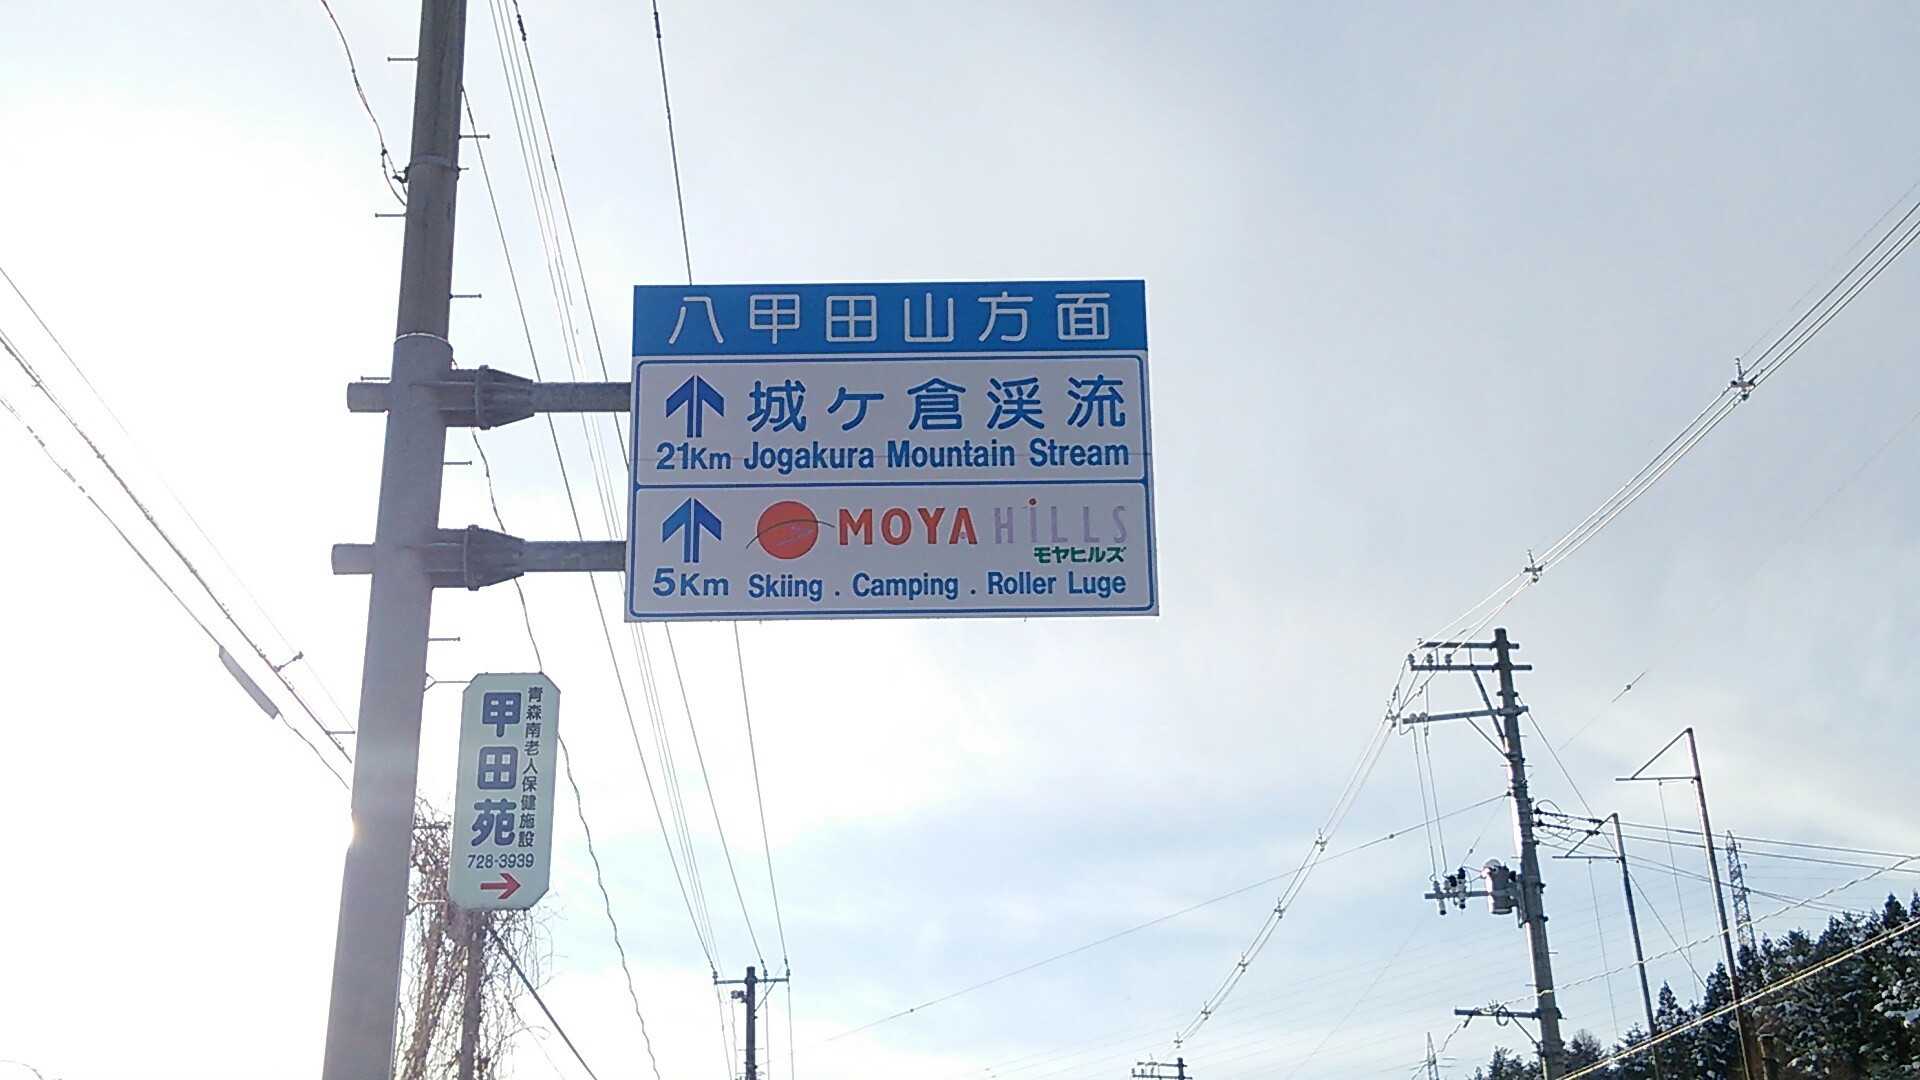 八甲田山方面
城ヶ倉渓流
21Km Jogakura Mountain Stream
MOYA HiLLS
モヤヒルズ
5Km Skiing . Camping . Roller Luge
青森南老人保健施設
甲田苑
728-3939